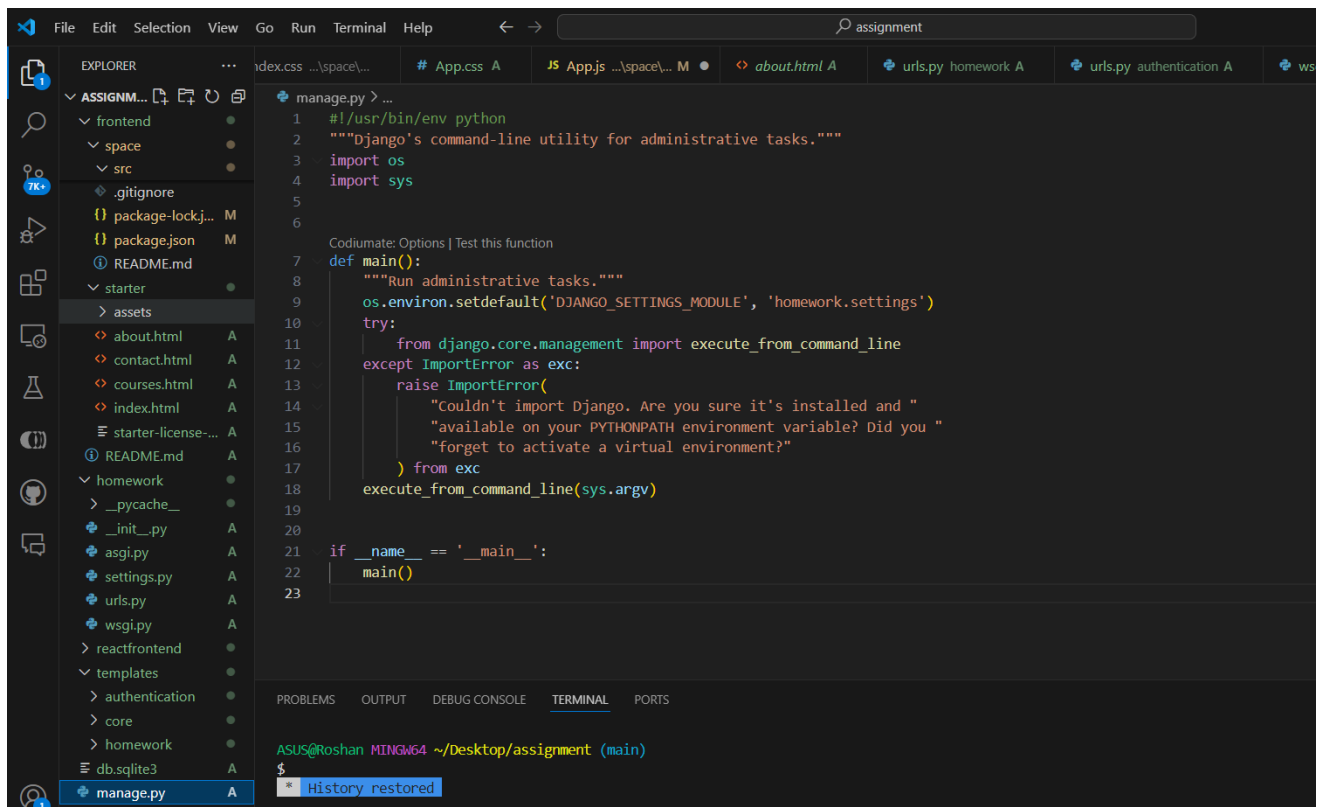 File Edit Selection View Go Run Terminal Help
assignment
EXPLORER
ndex.css ...\space\...
# App.css A
JS App.js ...\space\... M
<> about.html A
urls.py homework A
urls.py authentication A
ws
ASSIGNM...
frontend
space
src
.gitignore
{} package-lock.j... M
{} package.json M
README.md
starter
assets
<> about.html A
<> contact.html A
<> courses.html A
<> index.html A
starter-license-... A
README.md A
homework
__pycache__
__init__.py A
asgi.py A
settings.py A
urls.py A
wsgi.py A
reactfrontend
templates
authentication
core
homework
db.sqlite3 A
manage.py A
1
7K+
1
manage.py > ...
1 #!/usr/bin/env python
2 """Django's command-line utility for administrative tasks."""
3 import os
4 import sys
5
6
Codiumate: Options | Test this function
7 def main():
8 """Run administrative tasks."""
9 os.environ.setdefault('DJANGO_SETTINGS_MODULE', 'homework.settings')
10 try:
11 from django.core.management import execute_from_command_line
12 except ImportError as exc:
13 raise ImportError(
14 "Couldn't import Django. Are you sure it's installed and "
15 "available on your PYTHONPATH environment variable? Did you "
16 "forget to activate a virtual environment?"
17 ) from exc
18 execute_from_command_line(sys.argv)
19
20
21 if __name__ == '__main__':
22 main()
23
PROBLEMS OUTPUT DEBUG CONSOLE TERMINAL PORTS
ASUS@Roshan MINGW64 ~/Desktop/assignment (main)
$
* History restored